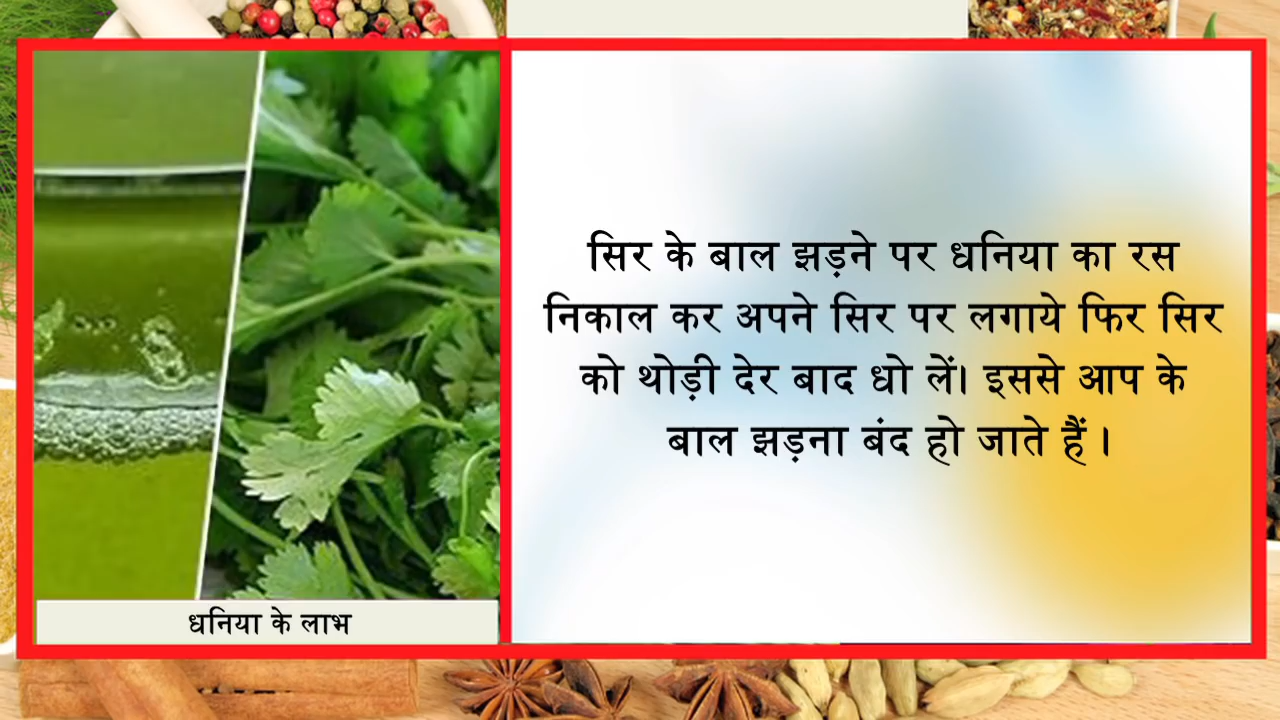 सिर के बाल झड़ने पर धनिया का रस
निकाल कर अपने सिर पर लगाये फिर सिर
को थोड़ी देर बाद धो लें। इससे आप के
बाल झड़ना बंद हो जाते हैं ।
धनिया के लाभ